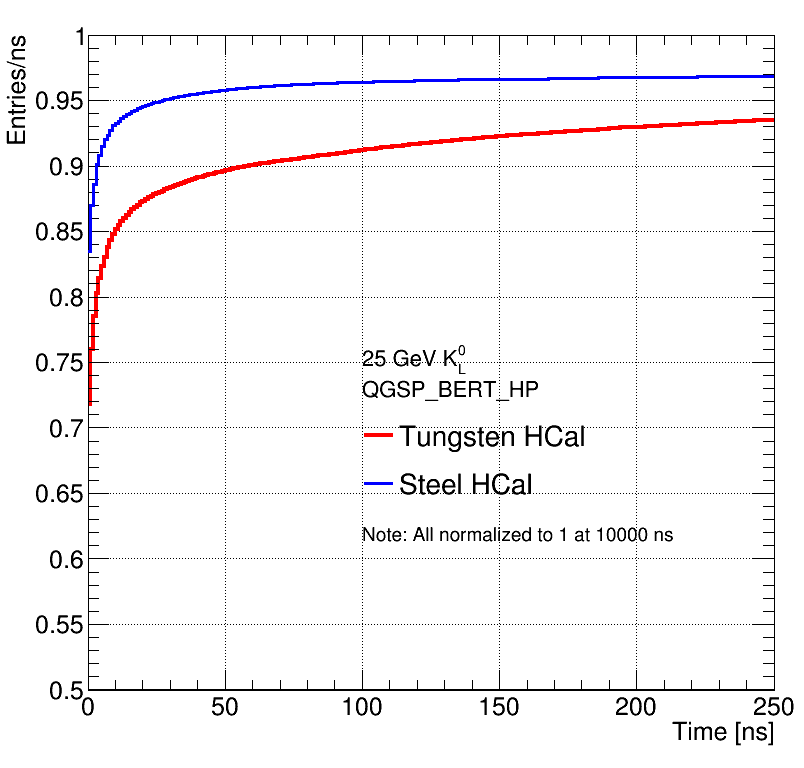 Entries/ns
1
0.95
0.9
0.85
0.8
0.75
0.7
0.65
0.6
0.55
0.5
25 GeV K⁰_L
QGSP_BERT_HP
Tungsten HCal
Steel HCal
Note: All normalized to 1 at 10000 ns
0 50 100 150 200 250
Time [ns]